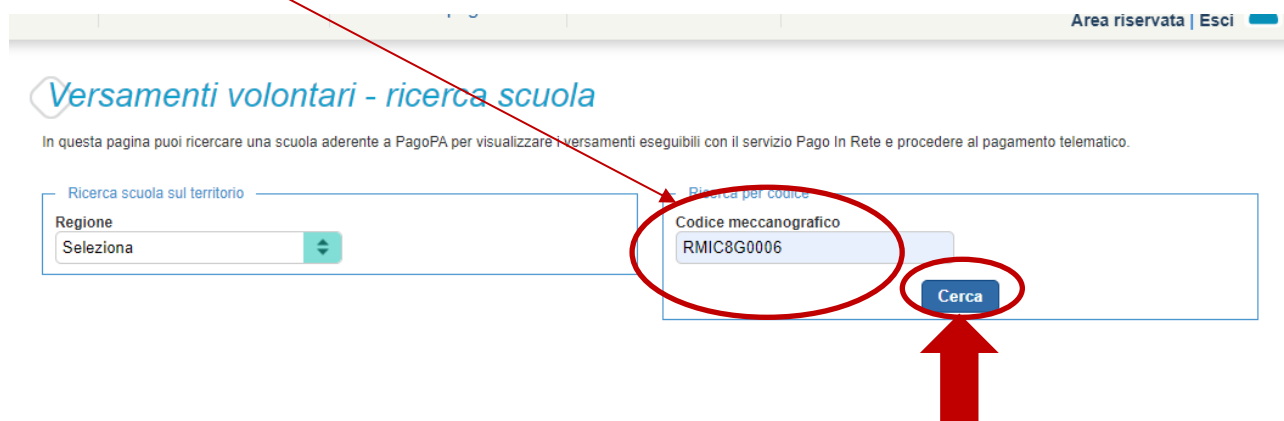 Area riservata | Esci
Versamenti volontari - ricerca scuola
In questa pagina puoi ricercare una scuola aderente a PagoPA per visualizzare i versamenti eseguibili con il servizio Pago In Rete e procedere al pagamento telematico.
Ricerca scuola sul territorio
Regione
Seleziona
Ricerca per codice
Codice meccanografico
RMIC8G0006
Cerca